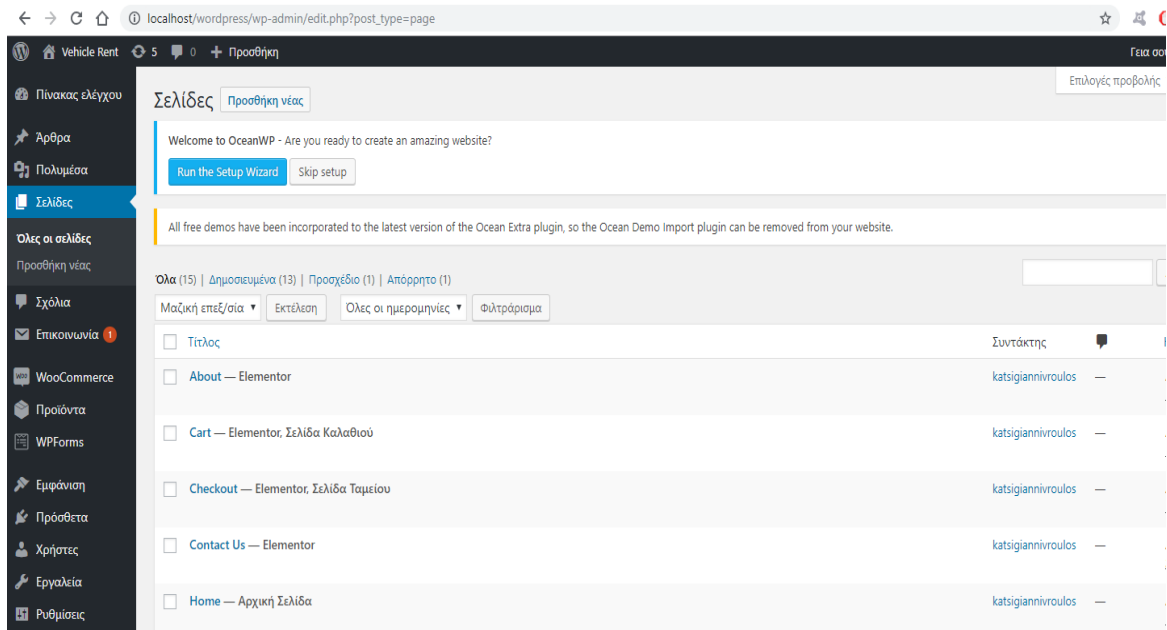 localhost/wordpress/wp-admin/edit.php?post_type=page
Vehicle Rent 5 0 Προσθήκη Γεια σου
Επιλογές προβολής
Πίνακας ελέγχου
Άρθρα
Πολυμέσα
Σελίδες
Όλες οι σελίδες
Προσθήκη νέας
Σχόλια
Επικοινωνία 1
WooCommerce
Προϊόντα
WPForms
Εμφάνιση
Πρόσθετα
Χρήστες
Εργαλεία
Ρυθμίσεις
Σελίδες Προσθήκη νέας
Welcome to OceanWP - Are you ready to create an amazing website?
Run the Setup Wizard Skip setup
All free demos have been incorporated to the latest version of the Ocean Extra plugin, so the Ocean Demo Import plugin can be removed from your website.
Όλα (15) | Δημοσιευμένα (13) | Προσχέδιο (1) | Απόρρητο (1)
Μαζική επεξ/σία Εκτέλεση Όλες οι ημερομηνίες Φιλτράρισμα
Τίτλος Συντάκτης
About — Elementor katsigiannivroulos —
Cart — Elementor, Σελίδα Καλαθιού katsigiannivroulos —
Checkout — Elementor, Σελίδα Ταμείου katsigiannivroulos —
Contact Us — Elementor katsigiannivroulos —
Home — Αρχική Σελίδα katsigiannivroulos —